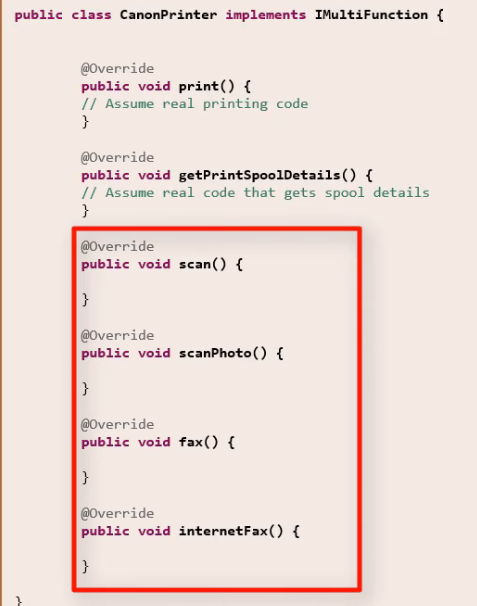 public class CanonPrinter implements IMultiFunction {
@Override
public void print() {
// Assume real printing code
}
@Override
public void getPrintSpoolDetails() {
// Assume real code that gets spool details
}
@Override
public void scan() {
}
@Override
public void scanPhoto() {
}
@Override
public void fax() {
}
@Override
public void internetFax() {
}
}